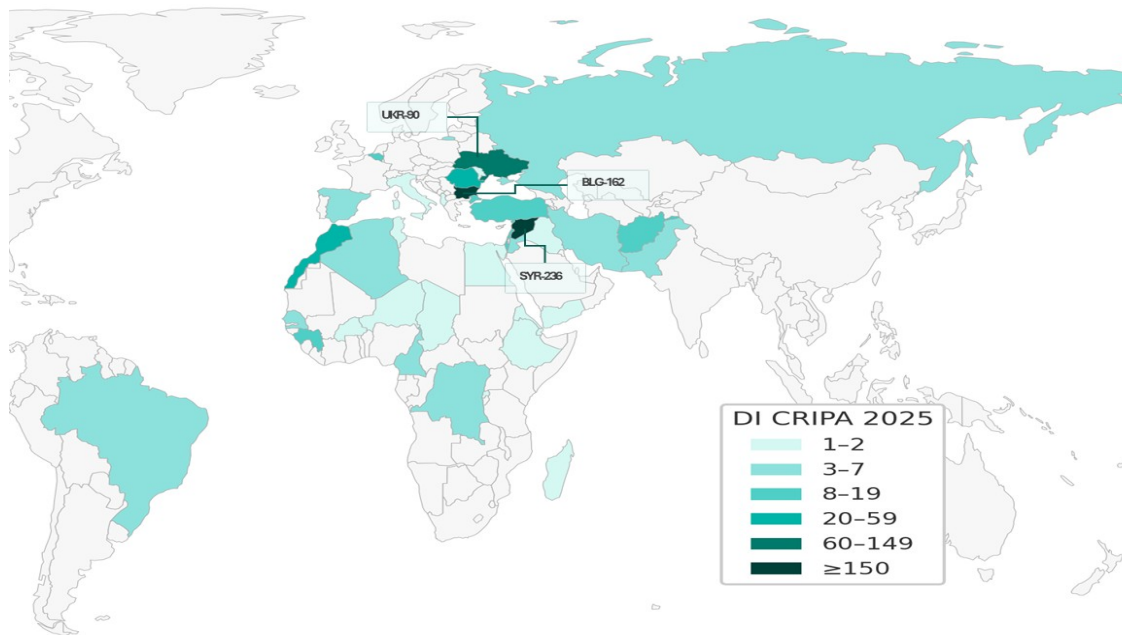 UKR-90
BLG-162
SYR-236
DI CRIPA 2025
1–2
3–7
8–19
20–59
60–149
≥150